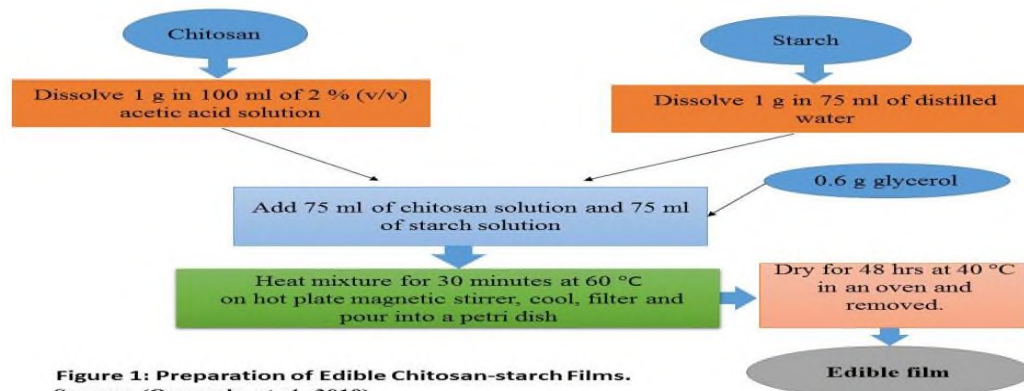 Chitosan
Starch
Dissolve 1 g in 100 ml of 2 % (v/v)
acetic acid solution
Dissolve 1 g in 75 ml of distilled
water
0.6 g glycerol
Add 75 ml of chitosan solution and 75 ml
of starch solution
Heat mixture for 30 minutes at 60 °C
on hot plate magnetic stirrer, cool, filter and
pour into a petri dish
Dry for 48 hrs at 40 °C
in an oven and
removed.
Edible film
Figure 1: Preparation of Edible Chitosan-starch Films.